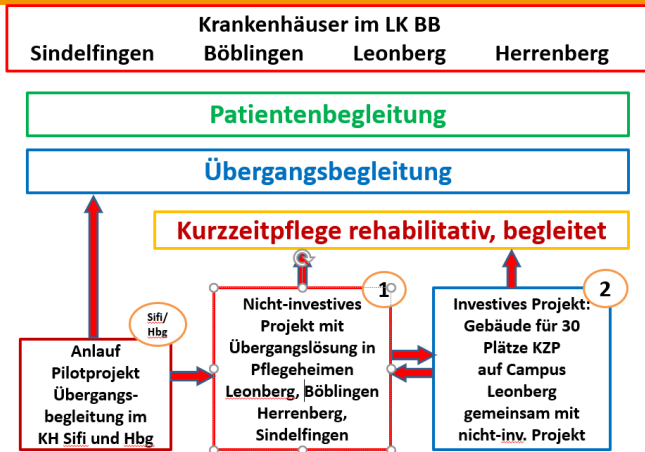 Krankenhäuser im LK BB
Sindelfingen Böblingen Leonberg Herrenberg
Patientenbegleitung
Übergangsbegleitung
Kurzzeitpflege rehabilitativ, begleitet
Sifi/
Hbg
Anlauf
Pilotprojekt
Übergangs-
begleitung im
KH Sifi und Hbg
1
Nicht-investives
Projekt mit
Übergangslösung in
Pflegeheimen
Leonberg, Böblingen
Herrenberg,
Sindelfingen
2
Investives Projekt:
Gebäude für 30
Plätze KZP
auf Campus
Leonberg
gemeinsam mit
nicht-inv. Projekt